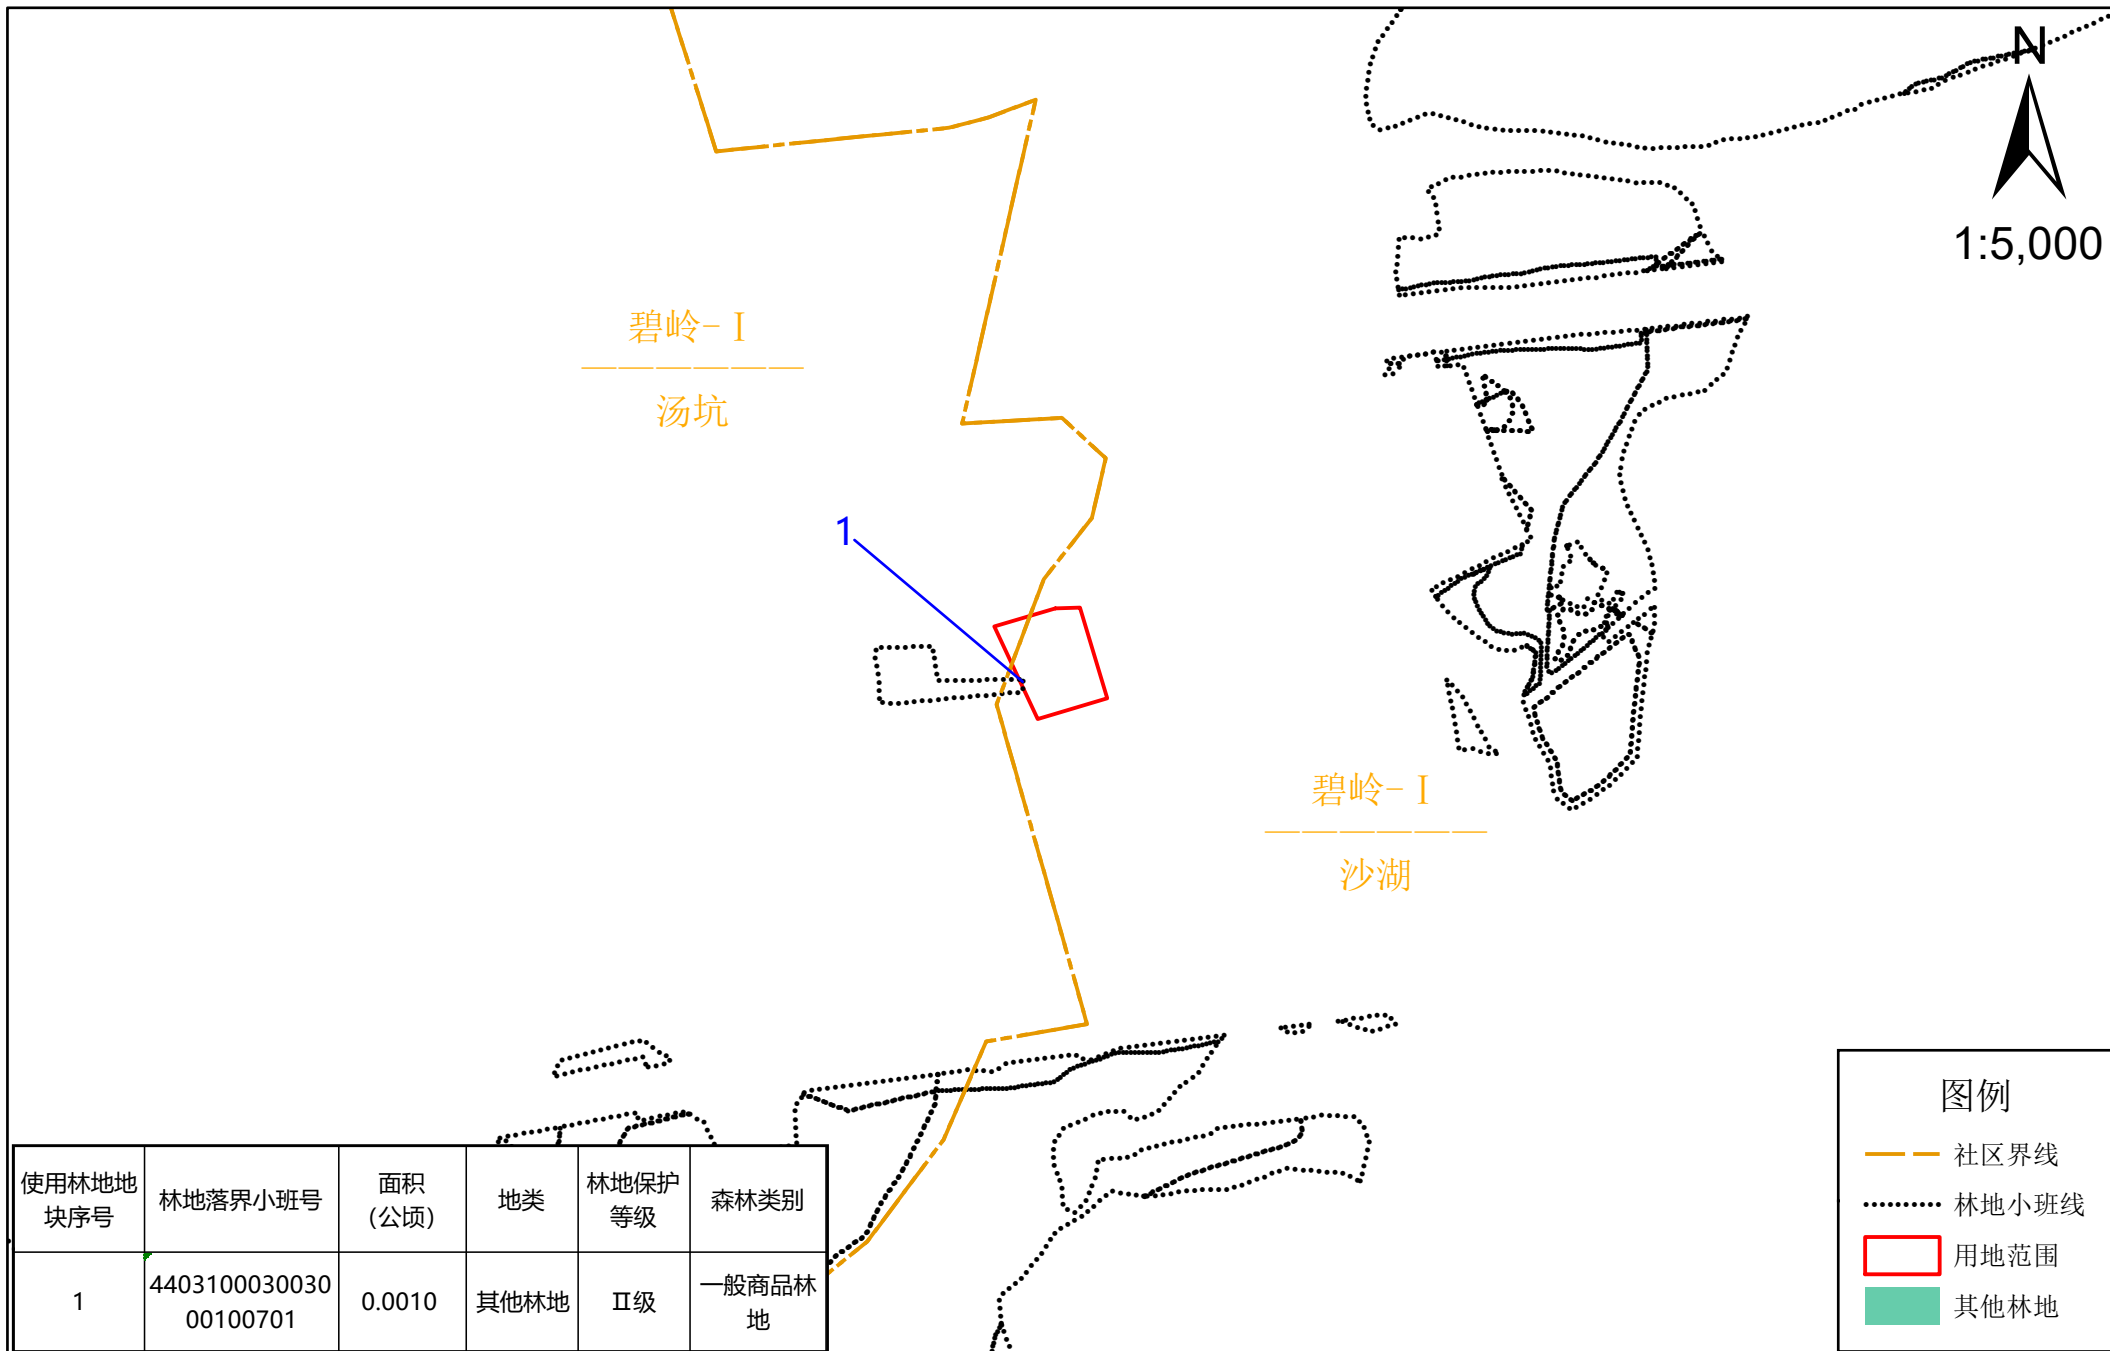 N
1:5,000
碧岭-Ⅰ
汤坑
1
碧岭-Ⅰ
沙湖
使用林地地
块序号
林地落界小班号
面积
（公顷）
地类
林地保护
等级
森林类别
1
4403100030030
00100701
0.0010
其他林地
Ⅱ级
一般商品林
地
图例
社区界线
林地小班线
用地范围
其他林地